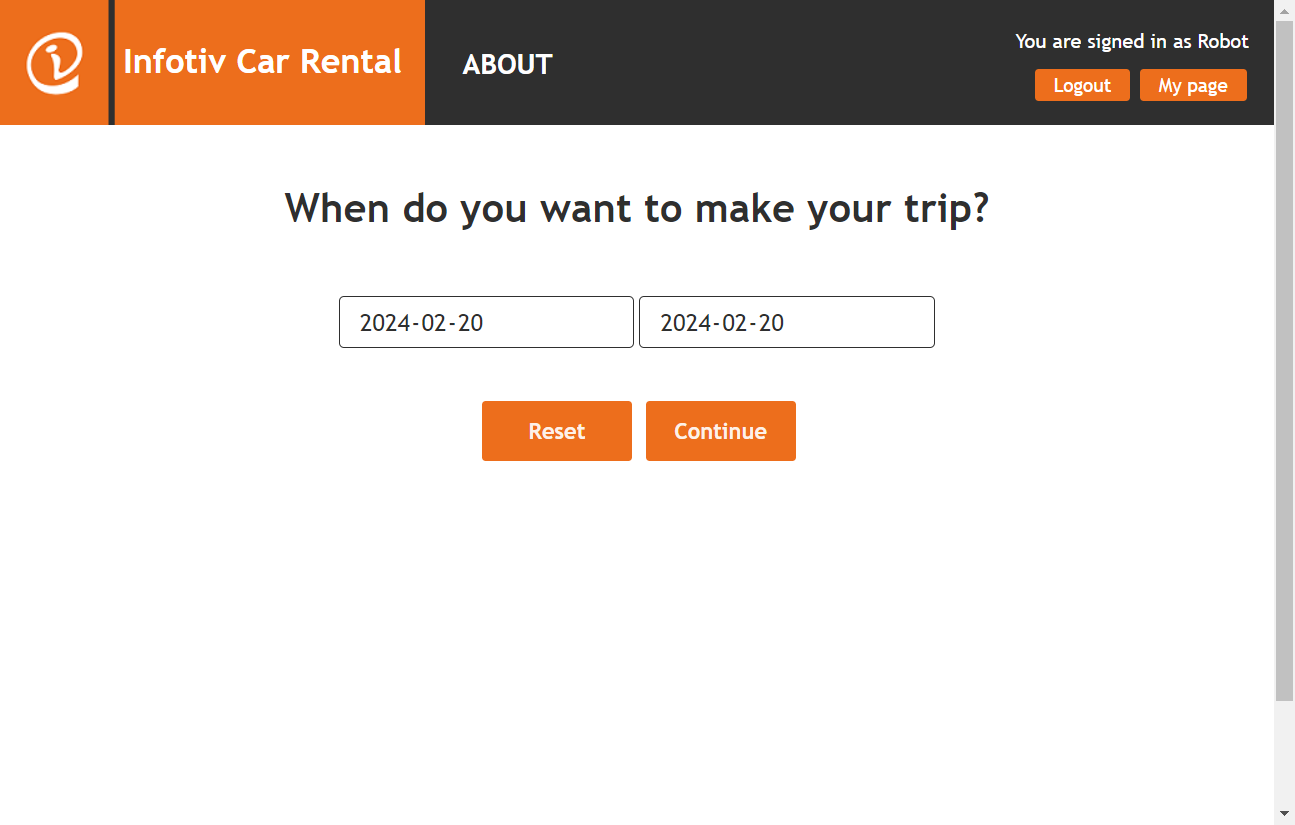 Infotiv Car Rental
ABOUT
You are signed in as Robot
Logout
My page
When do you want to make your trip?
2024-02-20
2024-02-20
Reset
Continue